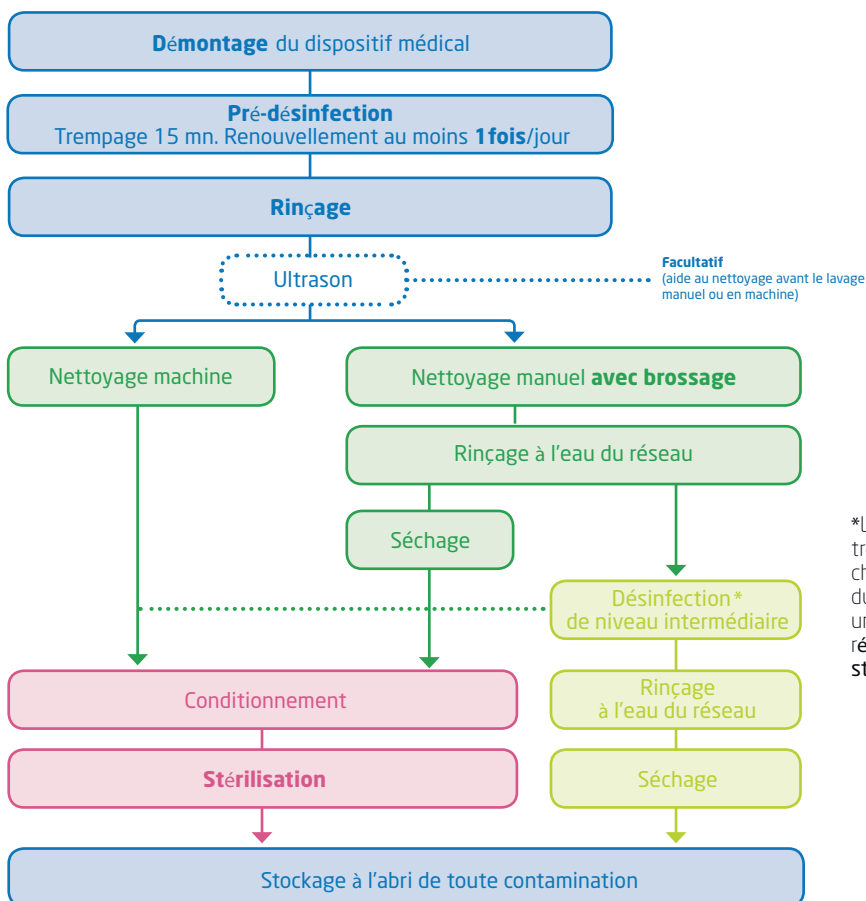 Démontage du dispositif médical
Pré-désinfection
Trempage 15 mn. Renouvellement au moins 1fois/jour
Rinçage
Ultrason
Facultatif
(aide au nettoyage avant le lavage
manuel ou en machine)
Nettoyage machine
Nettoyage manuel avec brossage
Rinçage à l'eau du réseau
Séchage
Désinfection*
de niveau intermédiaire
Conditionnement
Rinçage
à l'eau du réseau
Stérilisation
Séchage
Stockage à l'abri de toute contamination